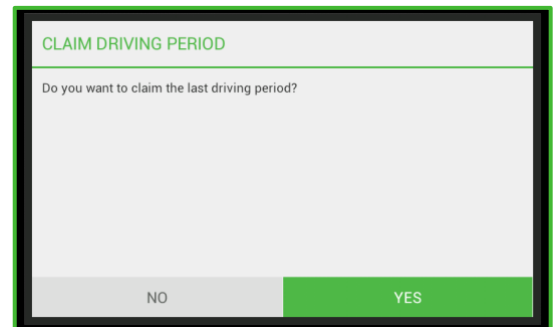 CLAIM DRIVING PERIOD
Do you want to claim the last driving period?
NO
YES